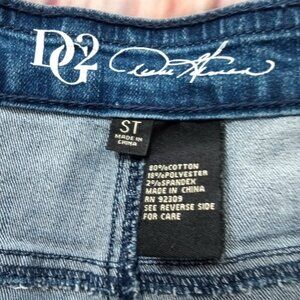 DG2
ST
MADE IN
CHINA
80%COTTON
18%POLYESTER
2%SPANDEX
MADE IN CHINA
RN 92309
SEE REVERSE SIDE
FOR CARE